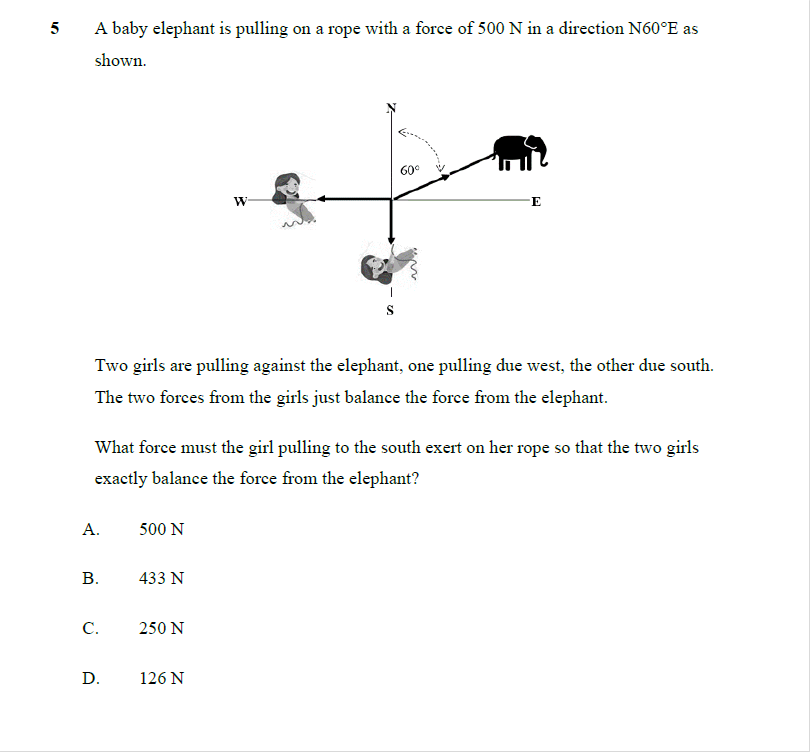 5 A baby elephant is pulling on a rope with a force of 500 N in a direction N60°E as
shown.
N
60°
W
E
S
Two girls are pulling against the elephant, one pulling due west, the other due south.
The two forces from the girls just balance the force from the elephant.
What force must the girl pulling to the south exert on her rope so that the two girls
exactly balance the force from the elephant?
A. 500 N
B. 433 N
C. 250 N
D. 126 N